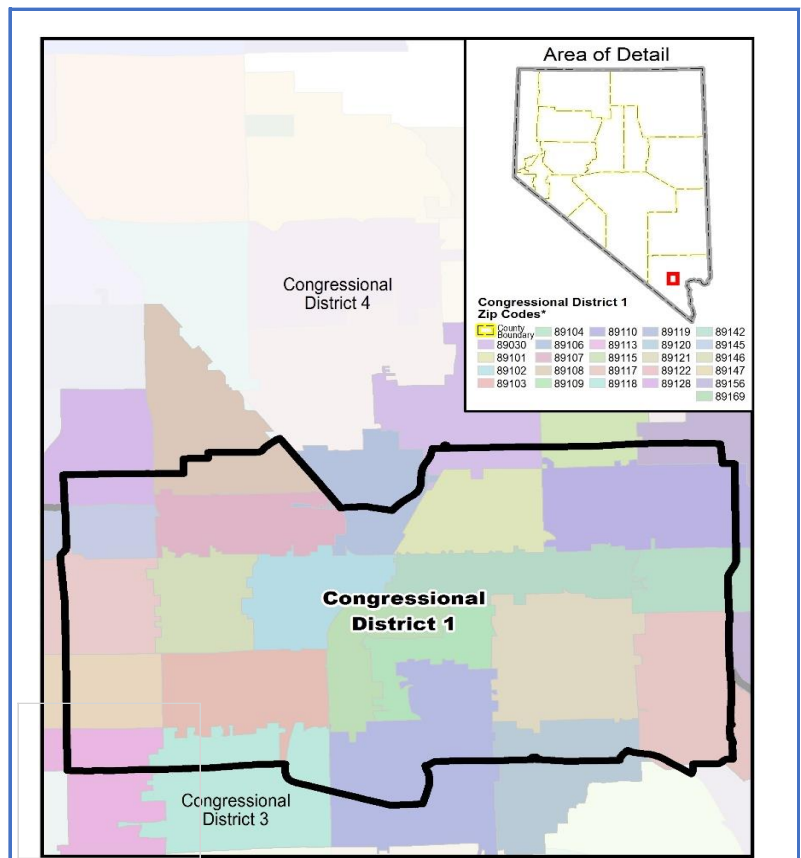 Area of Detail
Congressional
District 4
Congressional District 1
Zip Codes*
County
Boundary
89030
89101
89102
89103
89104
89106
89107
89108
89109
89110
89113
89115
89117
89118
89119
89120
89121
89122
89128
89142
89145
89146
89147
89156
89169
Congressional
District 1
Congressional
District 3